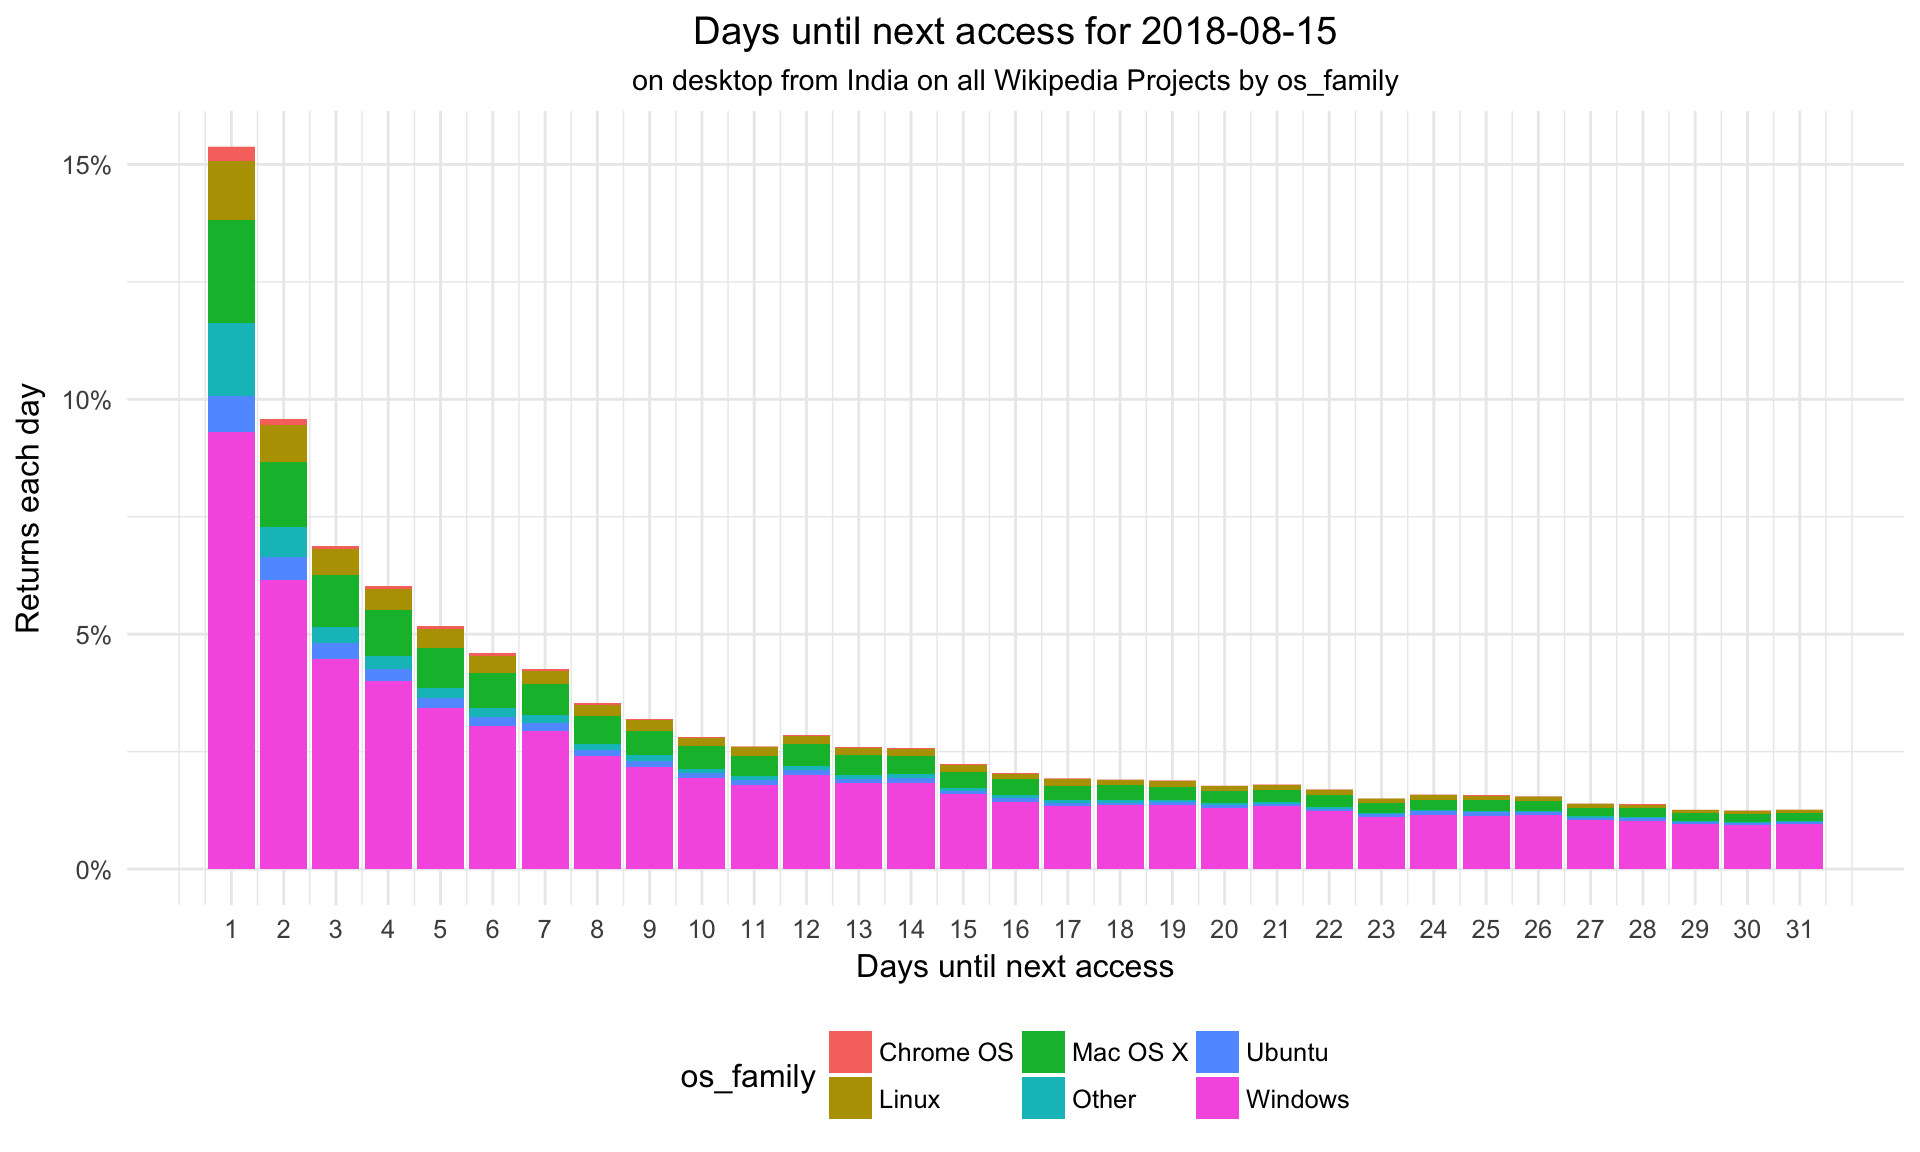 Days until next access for 2018-08-15
on desktop from India on all Wikipedia Projects by os_family
Returns each day
15%
10%
5%
0%
1 2 3 4 5 6 7 8 9 10 11 12 13 14 15 16 17 18 19 20 21 22 23 24 25 26 27 28 29 30 31
Days until next access
os_family
Chrome OS Mac OS X Ubuntu
Linux Other Windows